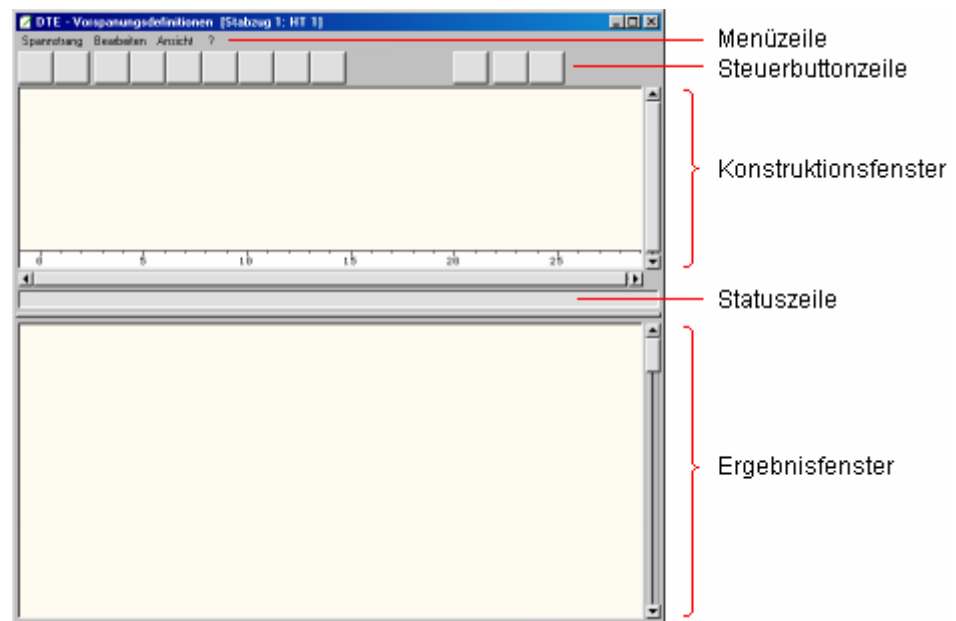 DTE - Vorspanungsdefinitionen [Stabzug 1: HT 1]
Spannstrang Bearbeiten Ansicht ?
Menüzeile
Steuerbuttonzeile
Konstruktionsfenster
0 5 10 15 20 25
Statuszeile
Ergebnisfenster